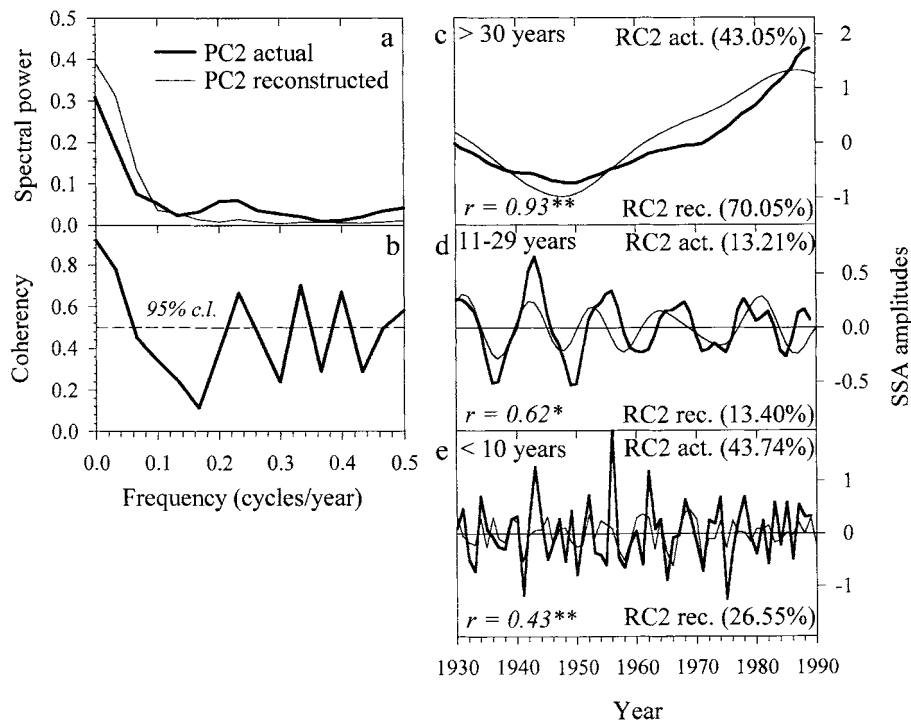 a
PC2 actual
PC2 reconstructed
Spectral power
0.5
0.4
0.3
0.2
0.1
0.0
b
95% c.l.
Coherency
0.8
0.6
0.4
0.2
0.0
0.0 0.1 0.2 0.3 0.4 0.5
Frequency (cycles/year)
c > 30 years RC2 act. (43.05%)
r = 0.93** RC2 rec. (70.05%)
2
1
0
-1
d 11-29 years RC2 act. (13.21%)
r = 0.62* RC2 rec. (13.40%)
0.5
0.0
-0.5
SSA amplitudes
e < 10 years RC2 act. (43.74%)
r = 0.43** RC2 rec. (26.55%)
1
0
-1
1930 1940 1950 1960 1970 1980 1990
Year